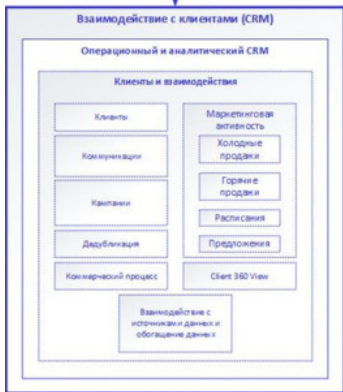 Взаимодействие с клиентами (CRM)
Операционный и аналитический CRM
Клиенты и взаимодействия
Клиенты
Коммуникации
Кампании
Дедубликация
Коммерческий процесс
Маркетинговая
активность
Холодные
продажи
Горячие
продажи
Расписания
Предложения
Client 360 View
Взаимодействие с
источниками данных и
обогащение данных